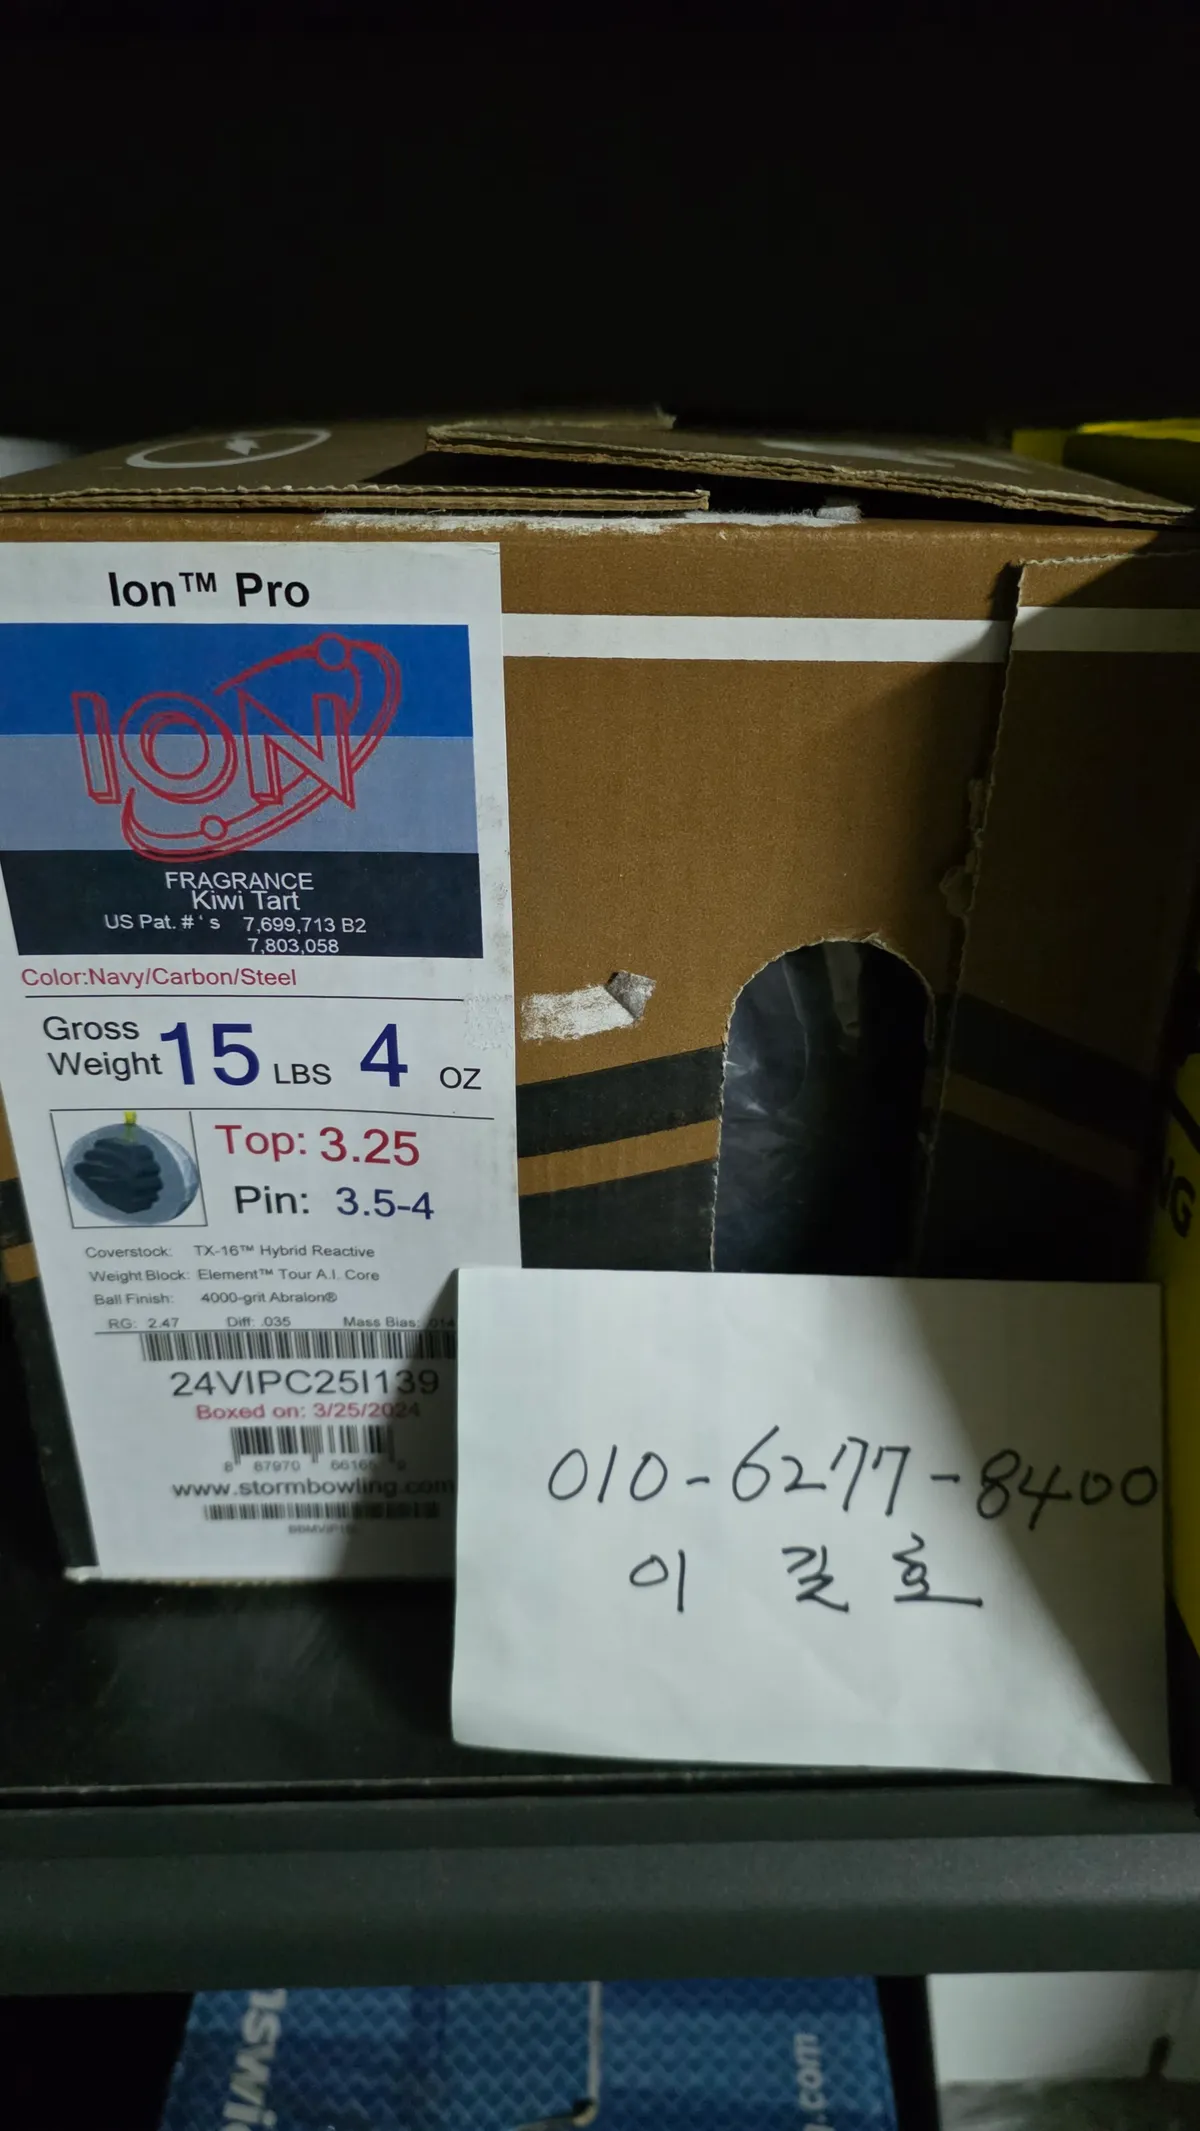 Ion™ Pro
ION
FRAGRANCE
Kiwi Tart
US Pat. #'s 7,699,713 B2
7,803,058
Color:Navy/Carbon/Steel
Gross Weight 15 LBS 4 OZ
Top: 3.25
Pin: 3.5-4
Coverstock: TX-16™ Hybrid Reactive
Weight Block: Element™ Tour A.I. Core
Ball Finish: 4000-grit Abralon®
RG: 2.47 Diff: .035 Mass Bias: .014
24VIPC25I139
Boxed on: 3/25/2024
8 87970 66165 9
www.stormbowling.com
010-6277-8400
이 길호
NG
.com